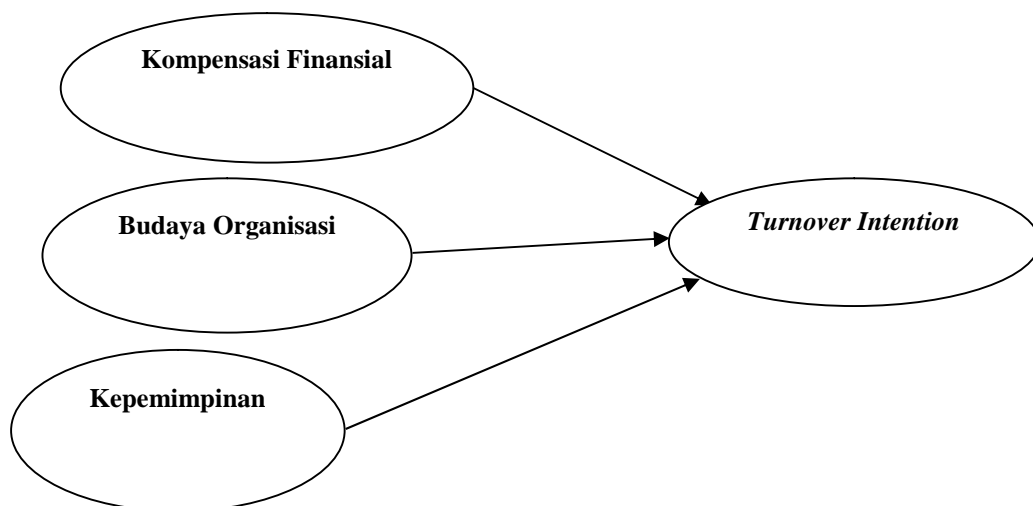 Kompensasi Finansial
Budaya Organisasi
Turnover Intention
Kepemimpinan